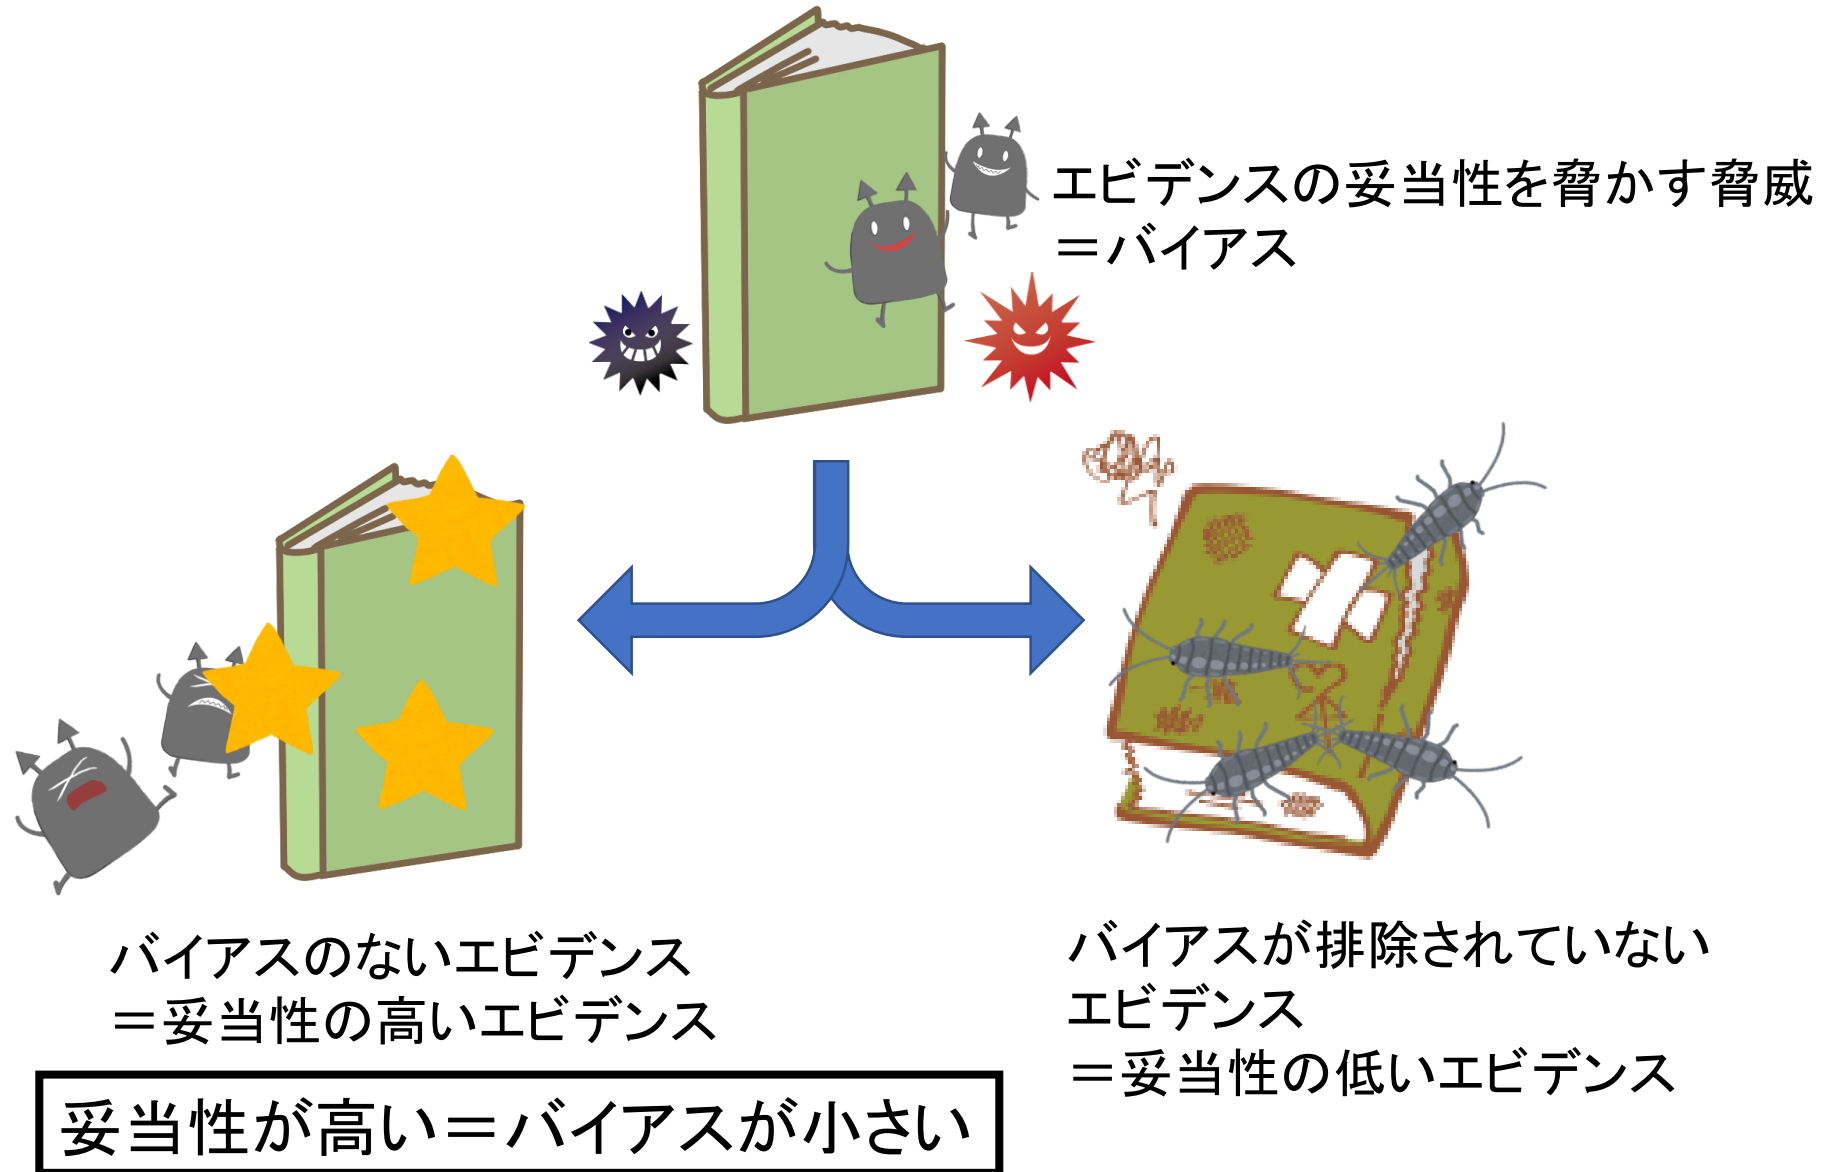 エビデンスの妥当性を脅かす脅威
＝バイアス
バイアスのないエビデンス
＝妥当性の高いエビデンス
バイアスが排除されていない
エビデンス
＝妥当性の低いエビデンス
妥当性が高い＝バイアスが小さい